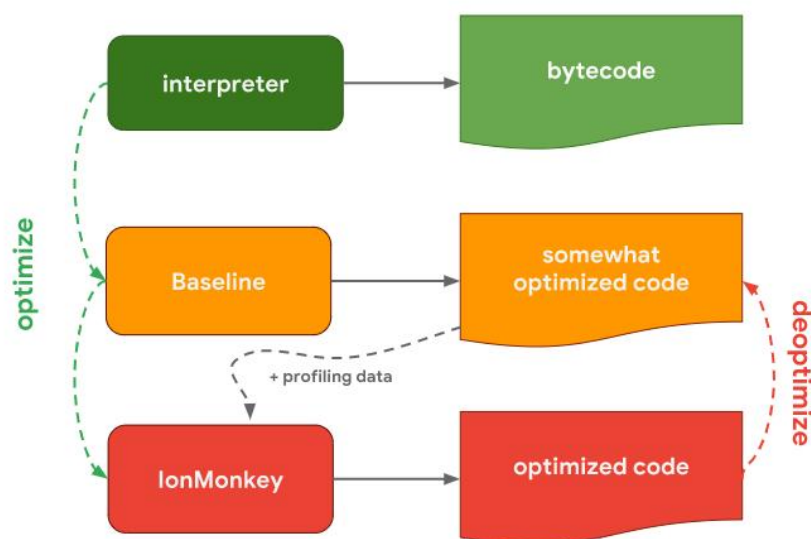 interpreter
bytecode
optimize
Baseline
somewhat
optimized code
deoptimize
+ profiling data
IonMonkey
optimized code